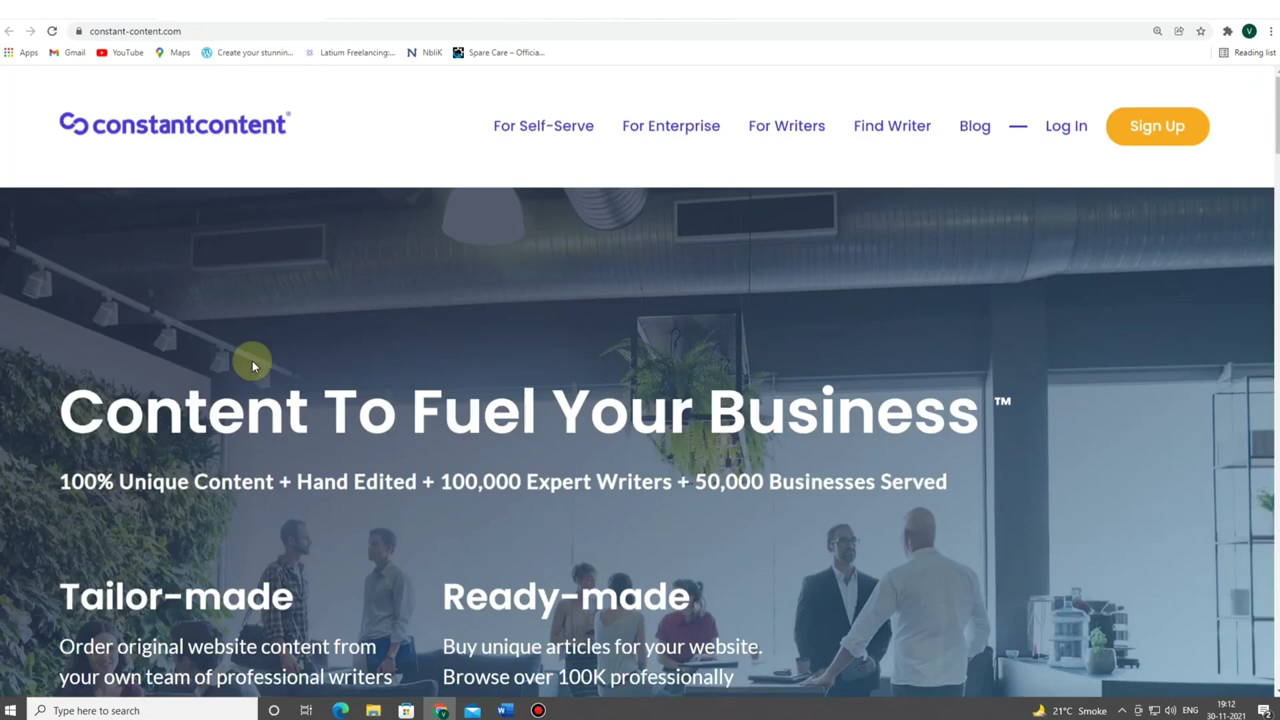 constant-content.com
Apps Gmail YouTube Maps Create your stunnin... Latium Freelancing:... NbliK Spare Care – Officia... Reading list
V
constantcontent®
For Self-Serve For Enterprise For Writers Find Writer Blog — Log In Sign Up
Content To Fuel Your Business ™
100% Unique Content + Hand Edited + 100,000 Expert Writers + 50,000 Businesses Served
Tailor-made
Order original website content from
your own team of professional writers
Ready-made
Buy unique articles for your website.
Browse over 100K professionally
Type here to search
21°C Smoke ENG
19:12
30-11-2021
2